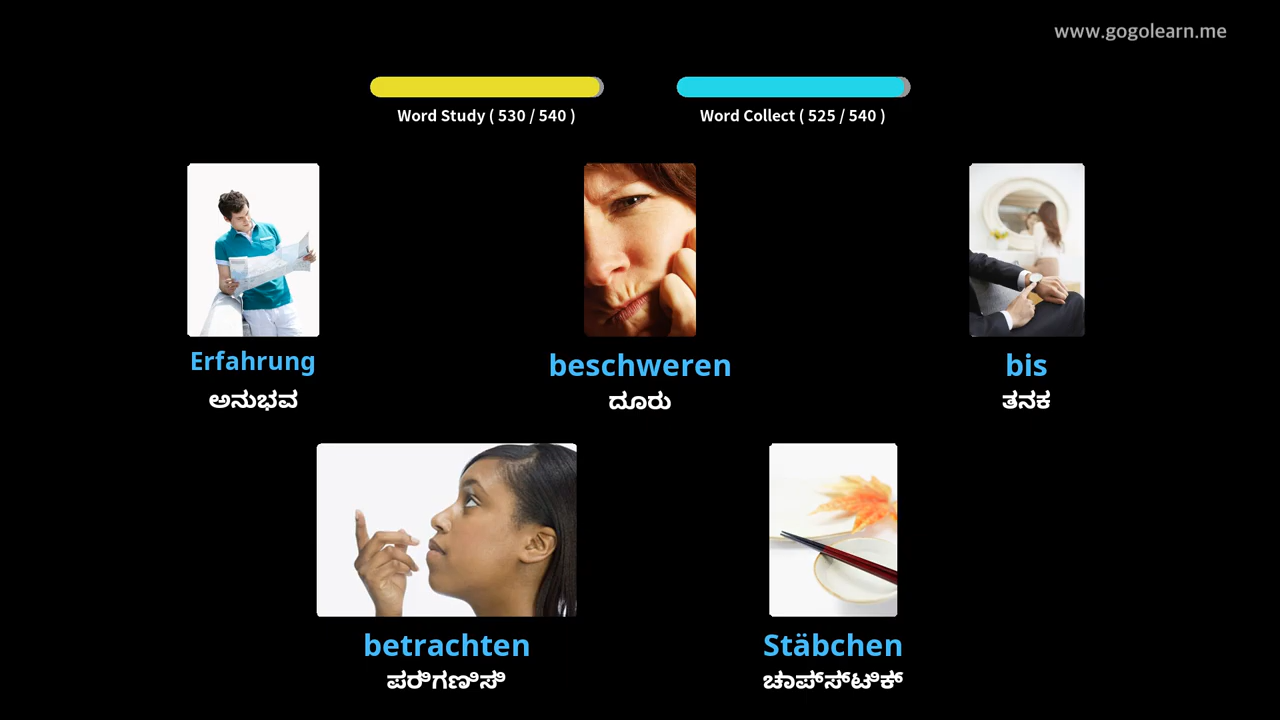 www.gogolearn.me
Word Study ( 530 / 540 )
Word Collect ( 525 / 540 )
Erfahrung
ಅನುಭವ
beschweren
ದೂರು
bis
ತನಕ
betrachten
ಪರಿಗಣಿಸಿ
Stäbchen
ಚಾಪ್ಸ್ಟಿಕ್